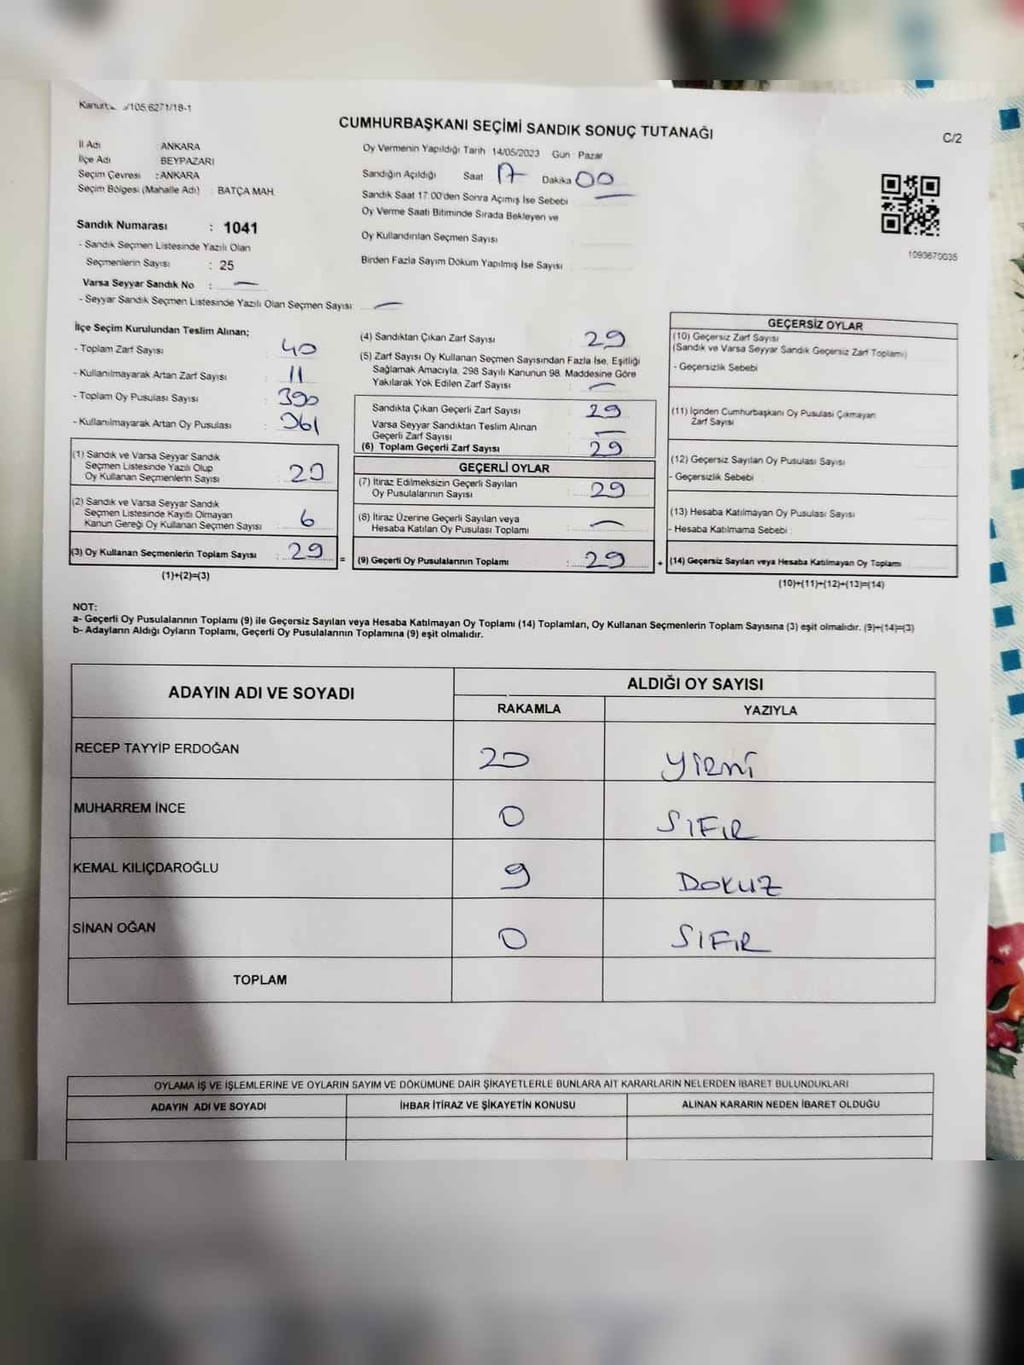 /105/6271/18-1
CUMHURBAŞKANI SEÇİMİ SANDIK SONUÇ TUTANAĞI
C/2
İl Adı ANKARA
İlçe Adı BEYPAZARI
Seçim Çevresi : ANKARA
Seçim Bölgesi (Mahalle Adı) : BATÇA MAH.
Oy Vermenin Yapıldığı Tarih 14/05/2023 Gün Pazar
Sandığın Açıldığı Saat 17 Dakika 00
Sandık Saat 17:00'den Sonra Açımış İse Sebebi —
Oy Verme Saati Bitiminde Sırada Bekleyen ve
Oy Kullandırılan Seçmen Sayısı
Birden Fazla Sayım Döküm Yapılmış İse Sayısı
1093670035
Sandık Numarası : 1041
- Sandık Seçmen Listesinde Yazılı Olan
Seçmenlerin Sayısı : 25
Varsa Seyyar Sandık No : —
- Seyyar Sandık Seçmen Listesinde Yazılı Olan Seçmen Sayısı : —
İlçe Seçim Kurulundan Teslim Alınan;
- Toplam Zarf Sayısı : 40
- Kullanılmayarak Artan Zarf Sayısı : 11
- Toplam Oy Pusulası Sayısı : 390
- Kullanılmayarak Artan Oy Pusulası : 361
(1) Sandık ve Varsa Seyyar Sandık
Seçmen Listesinde Yazılı Olup
Oy Kullanan Seçmenlerin Sayısı
(2) Sandık ve Varsa Seyyar Sandık
Seçmen Listesinde Kayıtlı Olmayan
Kanun Gereği Oy Kullanan Seçmen Sayısı 6
(3) Oy Kullanan Seçmenlerin Toplam Sayısı : 29 =
(1)+(2)=(3)
(4) Sandıktan Çıkan Zarf Sayısı : 29
(5) Zarf Sayısı Oy Kullanan Seçmen Sayısından Fazla İse, Eşitliği
Sağlamak Amacıyla, 298 Sayılı Kanunun 98. Maddesine Göre
Yakılarak Yok Edilen Zarf Sayısı : —
Sandıkta Çıkan Geçerli Zarf Sayısı : 29
Varsa Seyyar Sandıktan Teslim Alınan
Geçerli Zarf Sayısı : —
(6) Toplam Geçerli Zarf Sayısı : 29
GEÇERLİ OYLAR
(7) İtiraz Edilmeksizin Geçerli Sayılan
Oy Pusulalarının Sayısı : 29
(8) İtiraz Üzerine Geçerli Sayılan veya
Hesaba Katılan Oy Pusulası Toplamı : —
(9) Geçerli Oy Pusulalarının Toplamı : 29 +
GEÇERSİZ OYLAR
(10) Geçersiz Zarf Sayısı
(Sandık ve Varsa Seyyar Sandık Geçersiz Zarf Toplamı)
- Geçersizlik Sebebi
(11) İçinden Cumhurbaşkanı Oy Pusulası Çıkmayan
Zarf Sayısı
(12) Geçersiz Sayılan Oy Pusulası Sayısı
- Geçersizlik Sebebi
(13) Hesaba Katılmayan Oy Pusulası Sayısı
- Hesaba Katılmama Sebebi :
(14) Geçersiz Sayılan veya Hesaba Katılmayan Oy Toplamı
(10)+(11)+(12)+(13)=(14)
NOT:
a- Geçerli Oy Pusulalarının Toplamı (9) ile Geçersiz Sayılan veya Hesaba Katılmayan Oy Toplamı (14) Toplamları, Oy Kullanan Seçmenlerin Toplam Sayısına (3) eşit olmalıdır. (9)+(14)=(3)
b- Adayların Aldığı Oyların Toplamı, Geçerli Oy Pusulalarının Toplamına (9) eşit olmalıdır.
ADAYIN ADI VE SOYADI
ALDIĞI OY SAYISI
RAKAMLA YAZIYLA
RECEP TAYYİP ERDOĞAN 20 yirmi
MUHARREM İNCE 0 SIFIR
KEMAL KILIÇDAROĞLU 9 DOKUZ
SİNAN OĞAN 0 SIFIR
TOPLAM
OYLAMA İŞ VE İŞLEMLERİNE VE OYLARIN SAYIM VE DÖKÜMÜNE DAİR ŞİKAYETLERLE BUNLARA AİT KARARLARIN NELERDEN İBARET BULUNDUKLARI
ADAYIN ADI VE SOYADI İHBAR İTİRAZ VE ŞİKAYETİN KONUSU ALINAN KARARIN NEDEN İBARET OLDUĞU